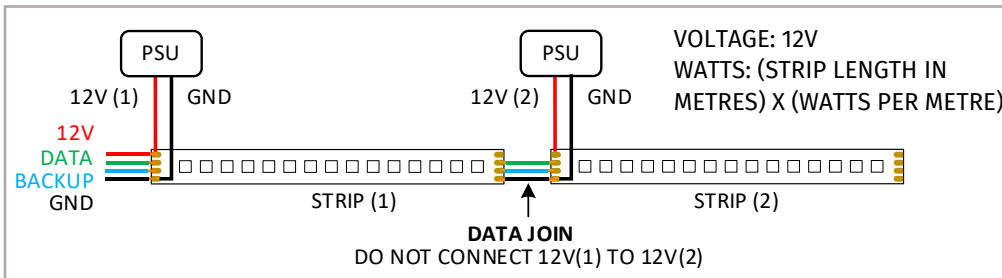 PSU
12V (1)
GND
PSU
12V (2)
GND
VOLTAGE: 12V
WATTS: (STRIP LENGTH IN
METRES) X (WATTS PER METRE)
12V
DATA
BACKUP
GND
STRIP (1)
STRIP (2)
DATA JOIN
DO NOT CONNECT 12V(1) TO 12V(2)